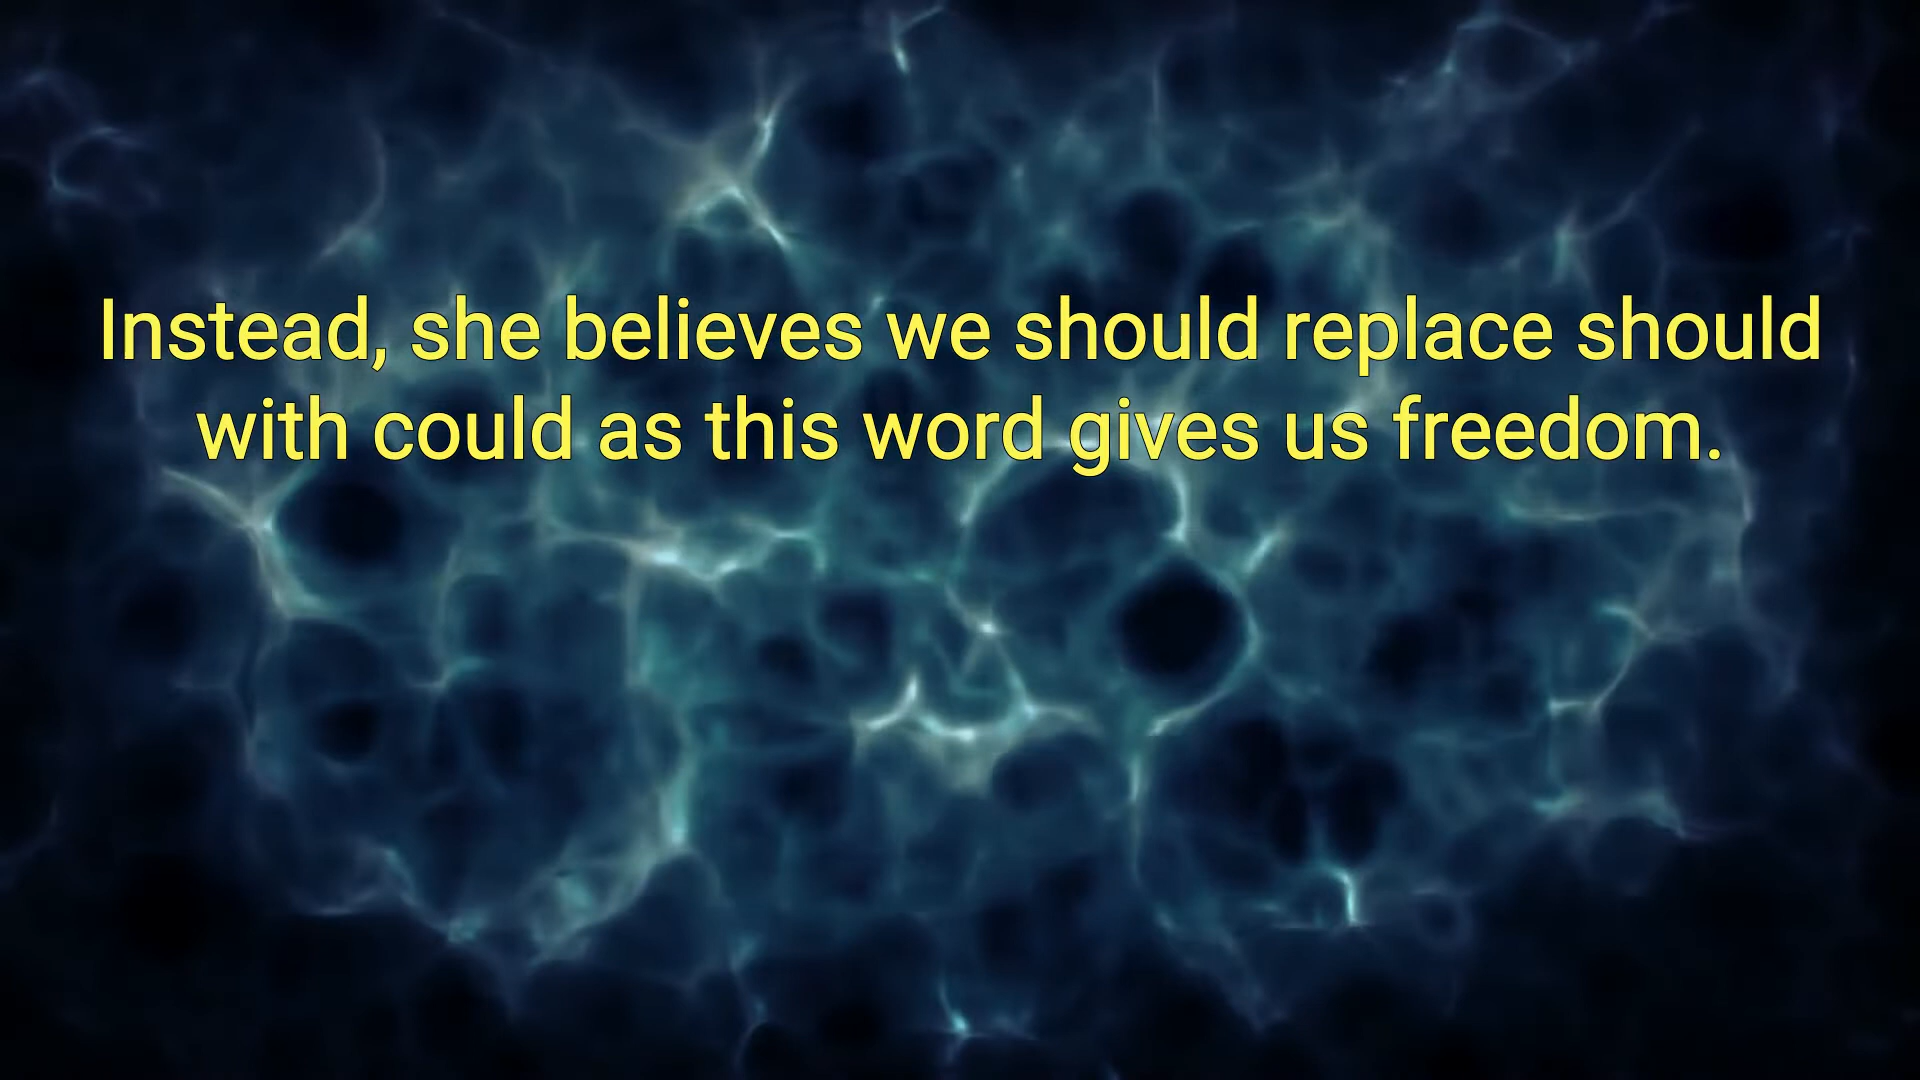 Instead, she believes we should replace should
with could as this word gives us freedom.